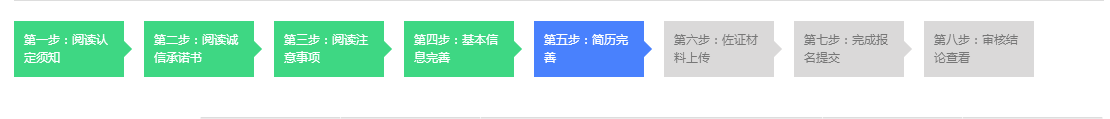 第一步：阅读认
定须知
第二步：阅读诚
信承诺书
第三步：阅读注
意事项
第四步：基本信
息完善
第五步：简历完
善
第六步：佐证材
料上传
第七步：完成报
名提交
第八步：审核结
论查看